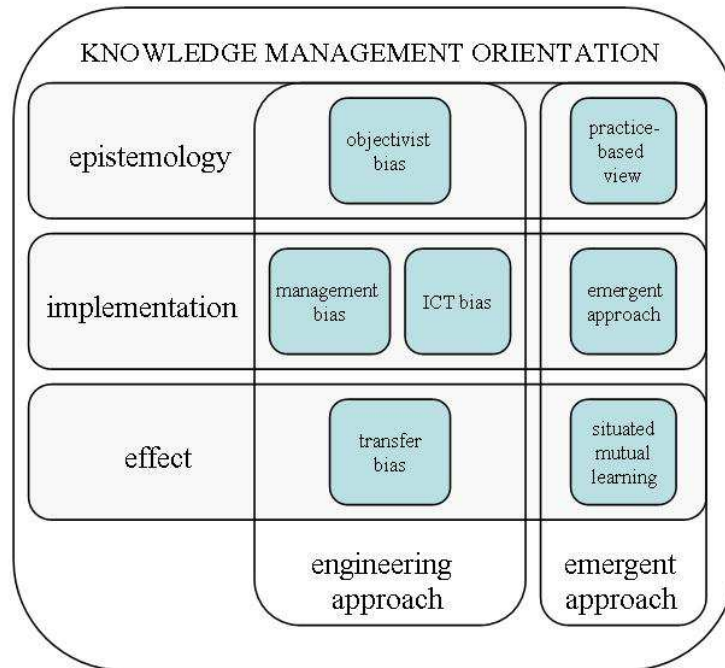 KNOWLEDGE MANAGEMENT ORIENTATION
epistemology
objectivist
bias
practice-
based
view
implementation
management
bias
ICT bias
emergent
approach
effect
transfer
bias
situated
mutual
learning
engineering
approach
emergent
approach